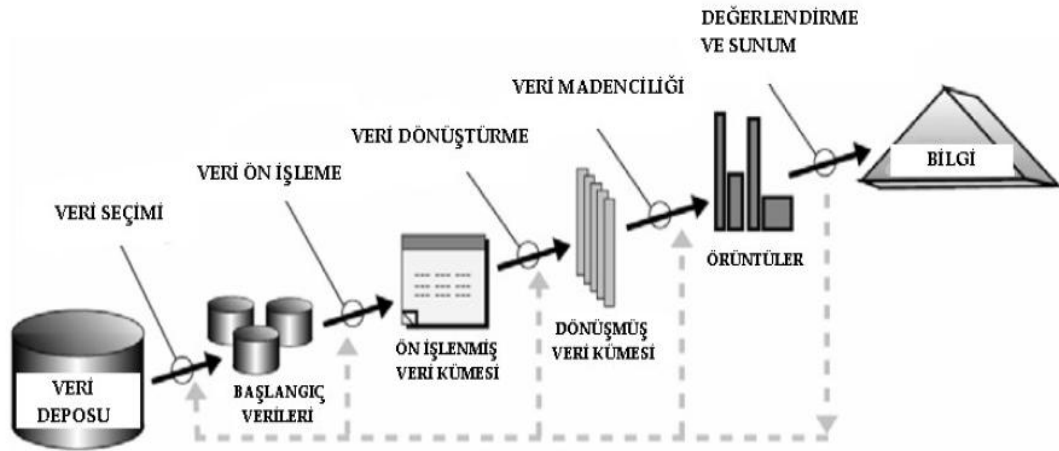 DEĞERLENDİRME
VE SUNUM
VERİ MADENCİLİĞİ
VERİ DÖNÜŞTÜRME
VERİ ÖN İŞLEME
VERİ SEÇİMİ
BİLGİ
ÖRÜNTÜLER
DÖNÜŞMÜŞ
VERİ KÜMESİ
ÖN İŞLENMİŞ
VERİ KÜMESİ
BAŞLANGIÇ
VERİLERİ
VERİ
DEPOSU